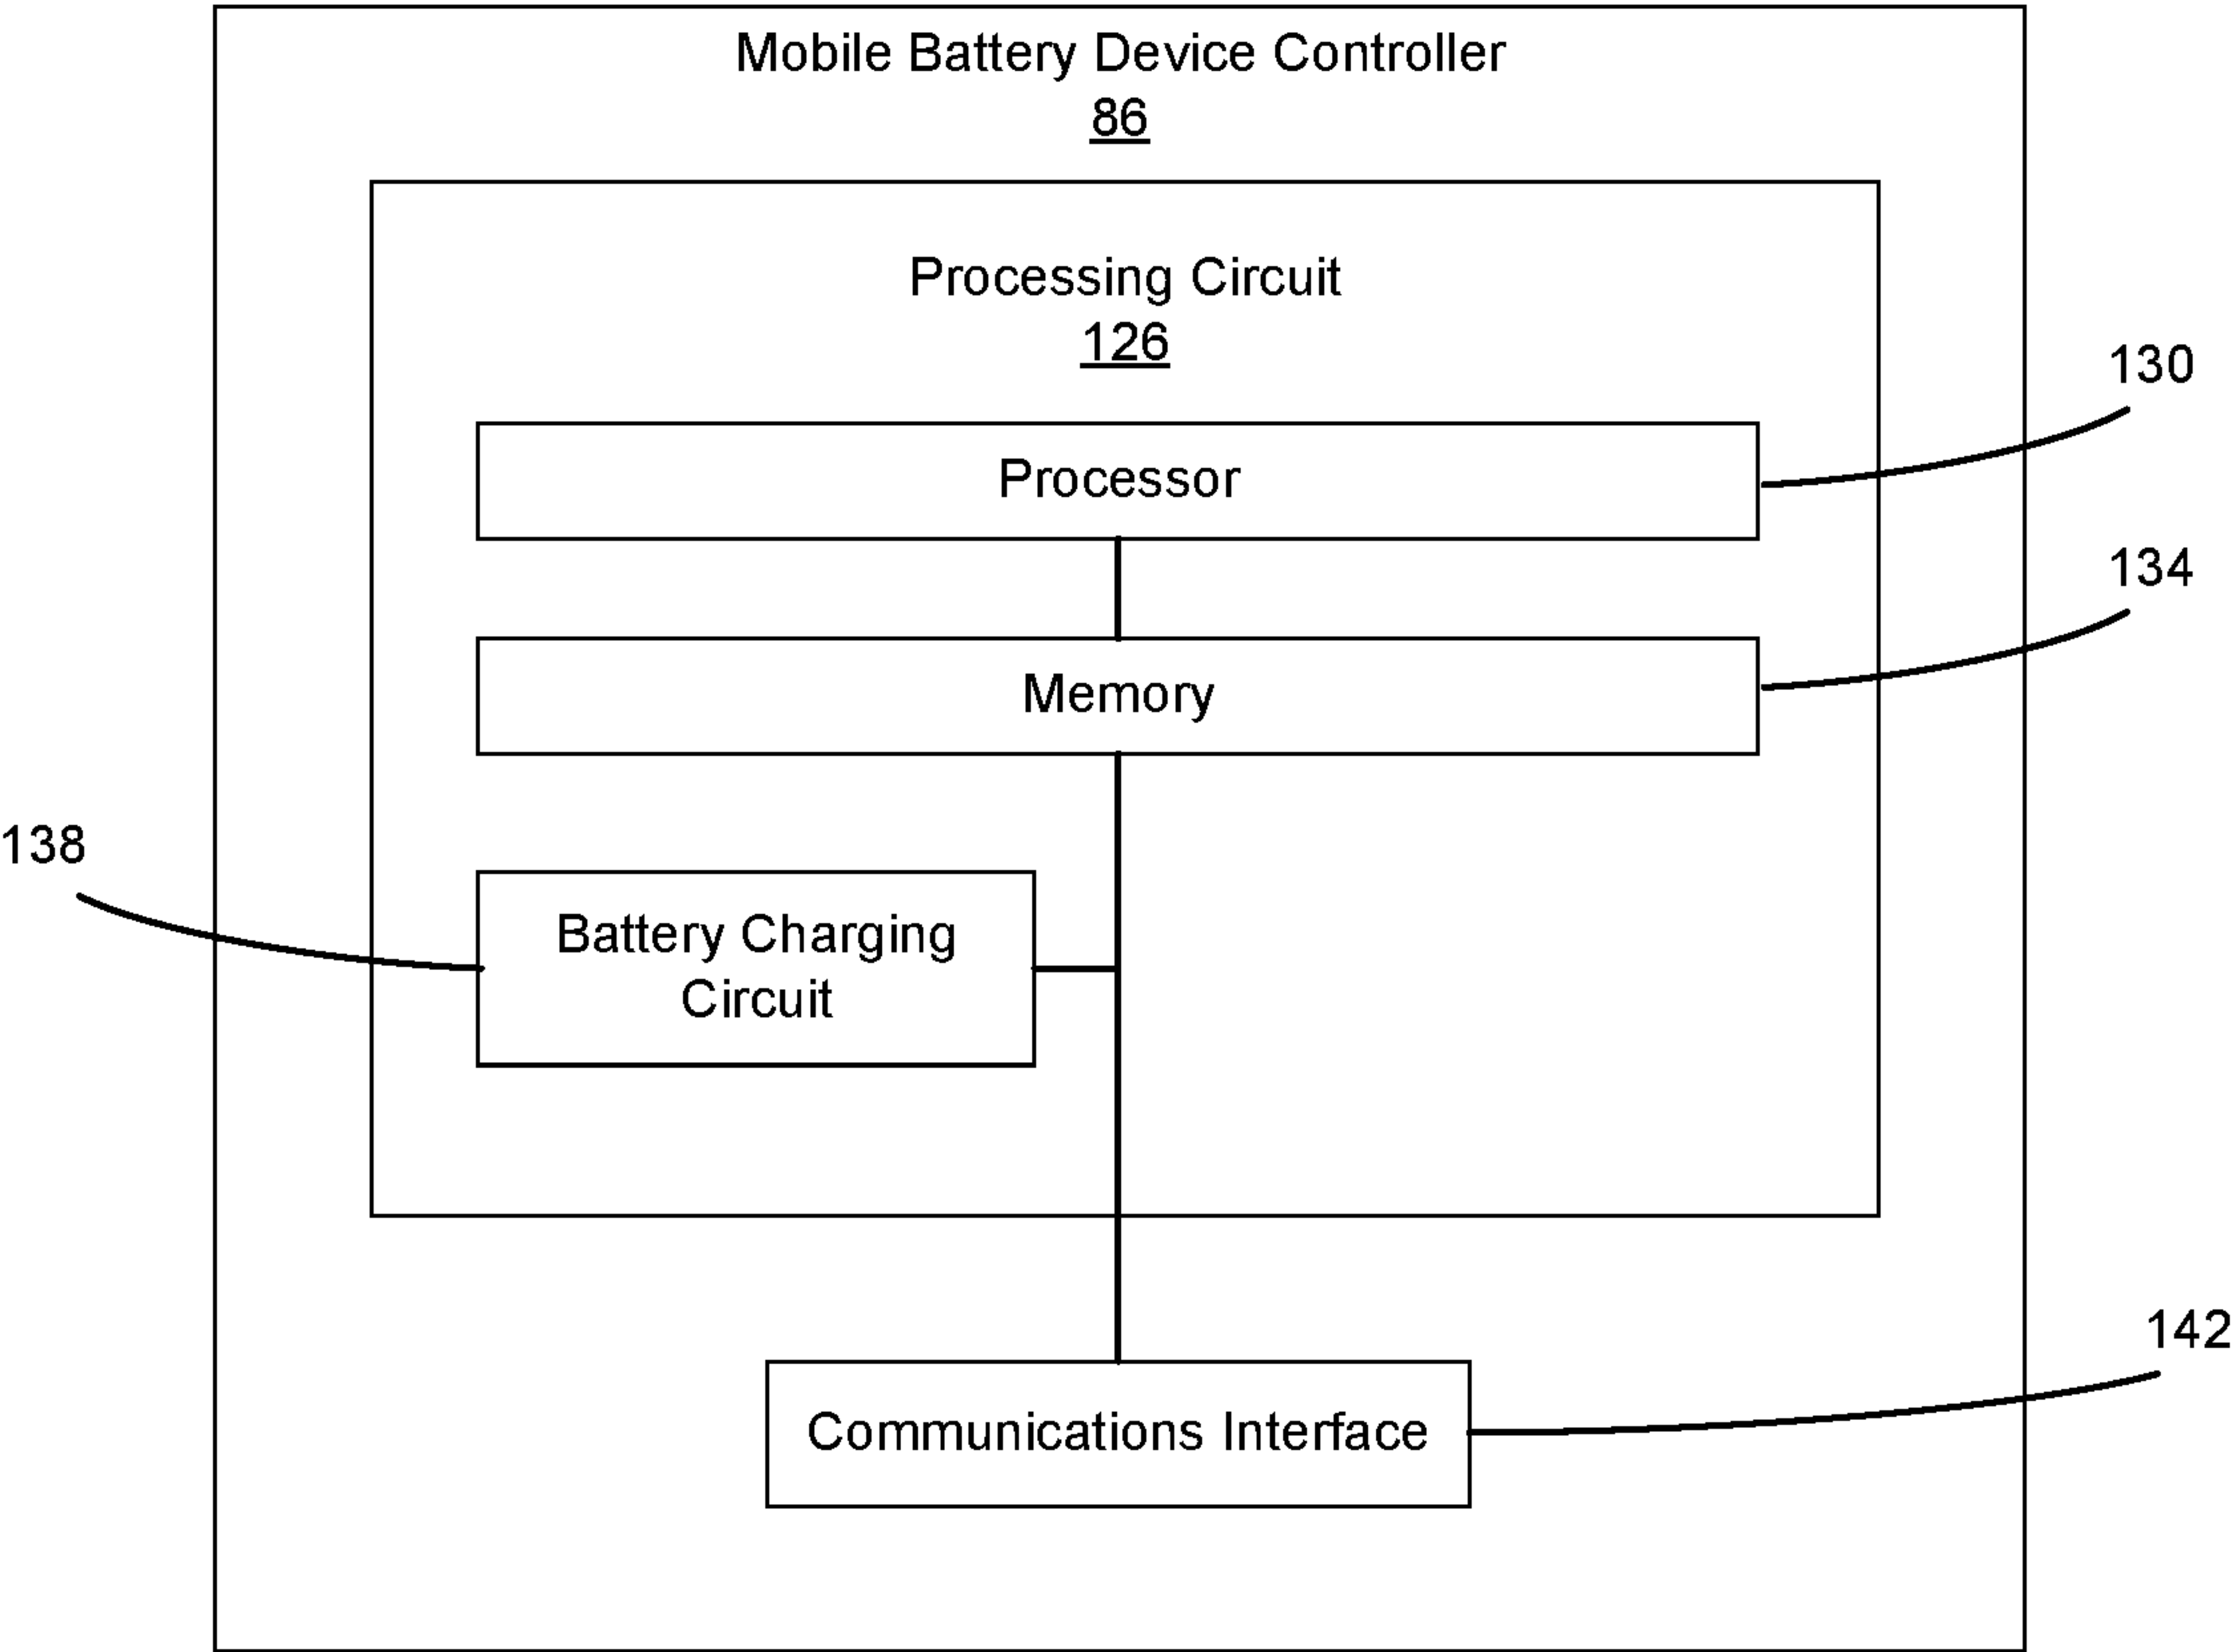 Mobile Battery Device Controller
86
Processing Circuit
126
130
Processor
134
Memory
138
Battery Charging
Circuit
142
Communications Interface